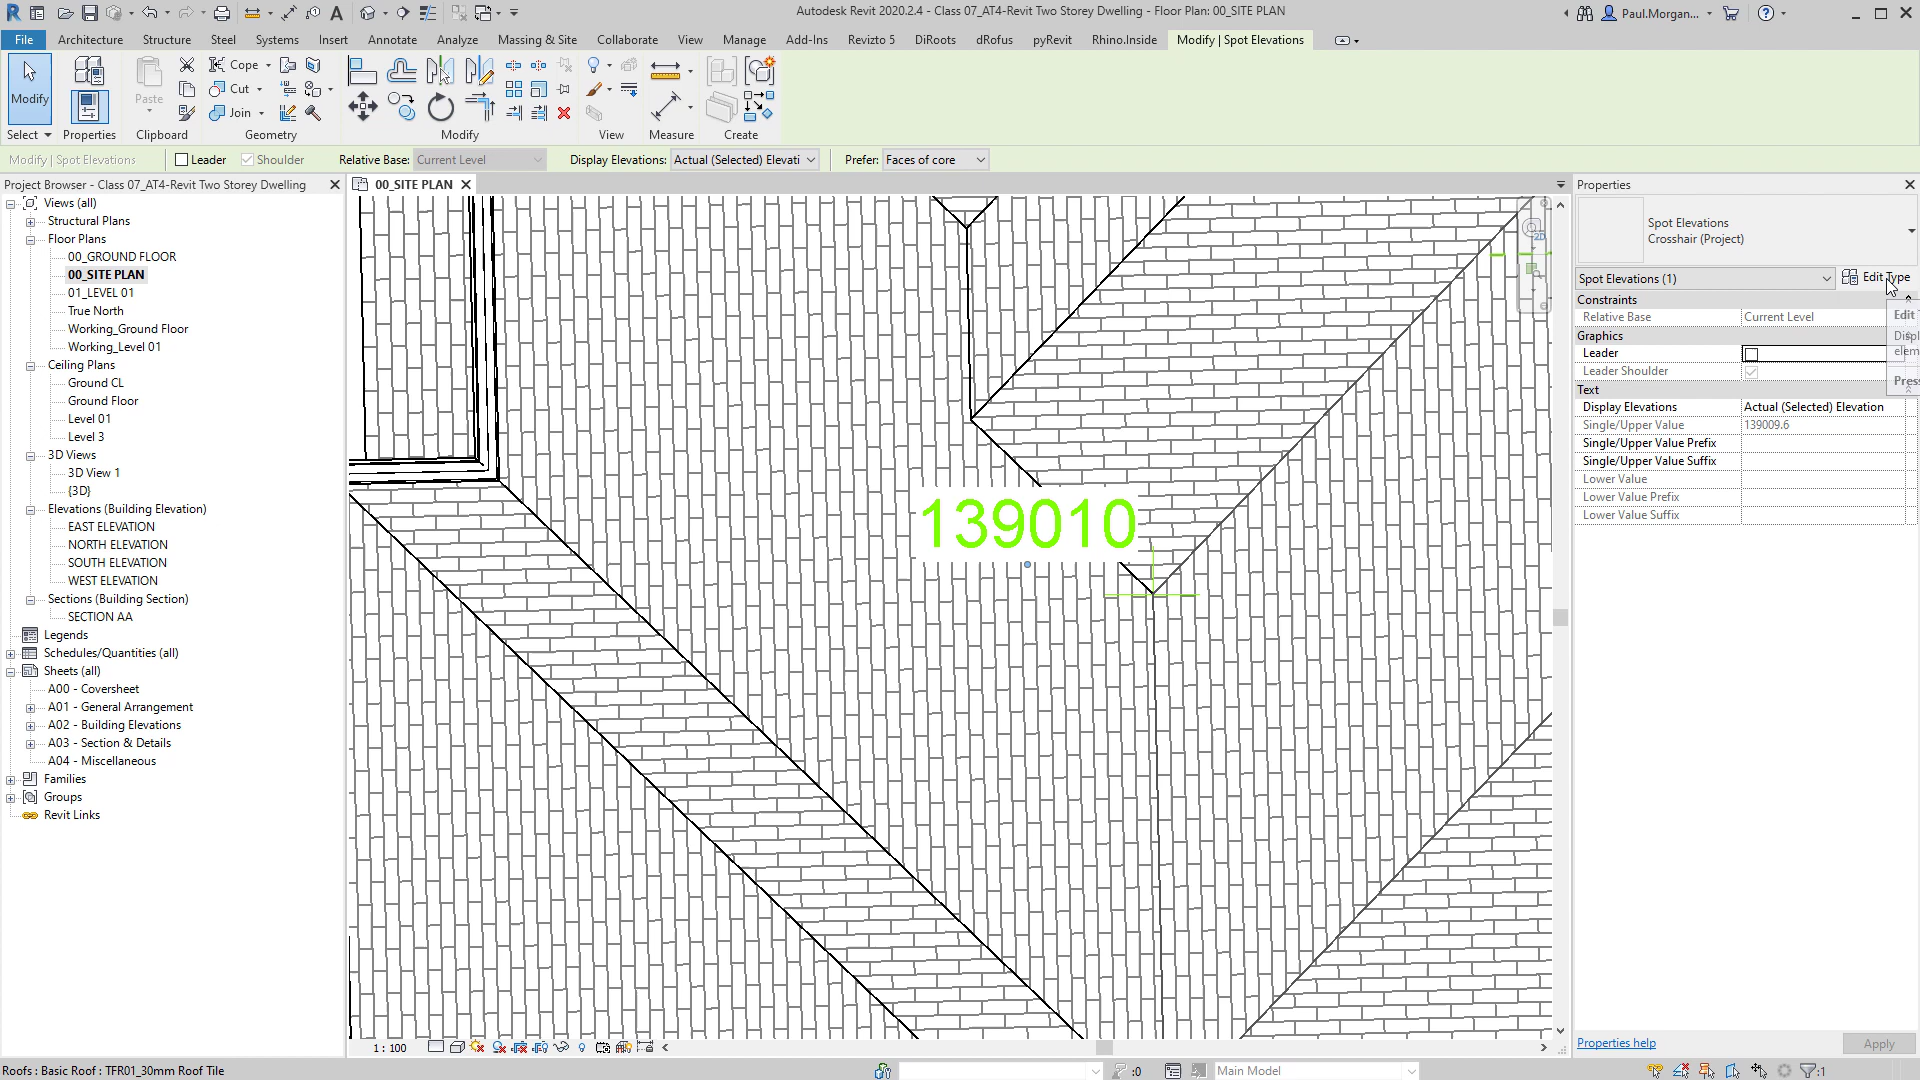 Autodesk Revit 2020.2.4 - Class 07_AT4-Revit Two Storey Dwelling - Floor Plan: 00_SITE PLAN
Paul.Morgan...
File Architecture Structure Steel Systems Insert Annotate Analyze Massing & Site Collaborate View Manage Add-Ins Revizto 5 DiRoots dRofus pyRevit Rhino.Inside Modify | Spot Elevations
Modify
Paste
Cope
Cut
Join
Select Properties Clipboard Geometry Modify View Measure Create
Modify | Spot Elevations Leader Shoulder Relative Base: Current Level Display Elevations: Actual (Selected) Elevati Prefer: Faces of core
Project Browser - Class 07_AT4-Revit Two Storey Dwelling
Views (all)
Structural Plans
Floor Plans
00_GROUND FLOOR
00_SITE PLAN
01_LEVEL 01
True North
Working_Ground Floor
Working_Level 01
Ceiling Plans
Ground CL
Ground Floor
Level 01
Level 3
3D Views
3D View 1
{3D}
Elevations (Building Elevation)
EAST ELEVATION
NORTH ELEVATION
SOUTH ELEVATION
WEST ELEVATION
Sections (Building Section)
SECTION AA
Legends
Schedules/Quantities (all)
Sheets (all)
A00 - Coversheet
A01 - General Arrangement
A02 - Building Elevations
A03 - Section & Details
A04 - Miscellaneous
Families
Groups
Revit Links
00_SITE PLAN
2D
139010
1 : 100
Properties
Spot Elevations
Crosshair (Project)
Spot Elevations (1) Edit Type
Constraints
Relative Base Current Level
Graphics
Leader
Leader Shoulder
Text
Display Elevations Actual (Selected) Elevation
Single/Upper Value 139009.6
Single/Upper Value Prefix
Single/Upper Value Suffix
Lower Value
Lower Value Prefix
Lower Value Suffix
Edit
Displ
elem
Press
Properties help Apply
Roofs : Basic Roof : TFR01_30mm Roof Tile
:0
Main Model
:1